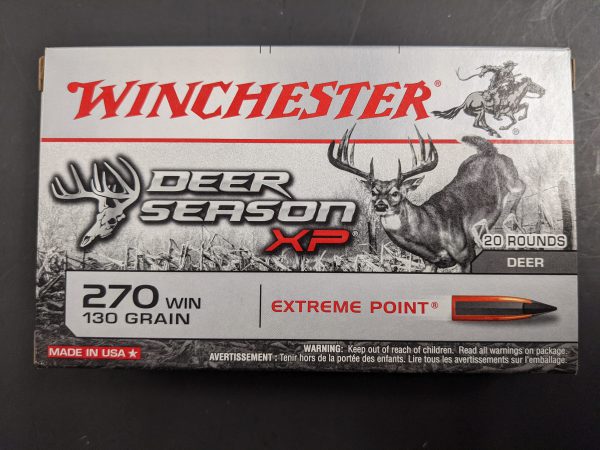 WINCHESTER®
DEER
SEASON
XP®
20 ROUNDS
DEER
270 WIN
130 GRAIN
EXTREME POINT®
MADE IN USA★
WARNING: Keep out of reach of children. Read all warnings on package.
AVERTISSEMENT : Tenir hors de la portée des enfants. Lire tous les avertissements sur l'emballage.